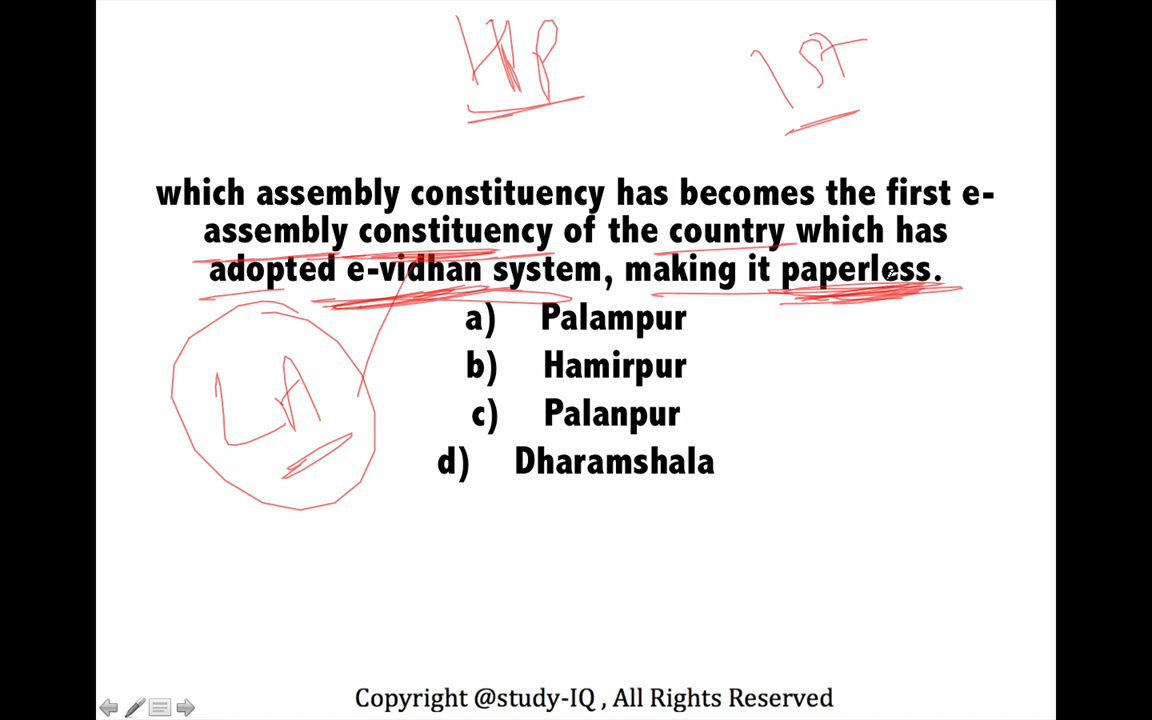 HP
1ST
which assembly constituency has becomes the first e-
assembly constituency of the country which has
adopted e-vidhan system, making it paperless.
a) Palampur
b) Hamirpur
LA
c) Palanpur
d) Dharamshala
Copyright @study-IQ , All Rights Reserved